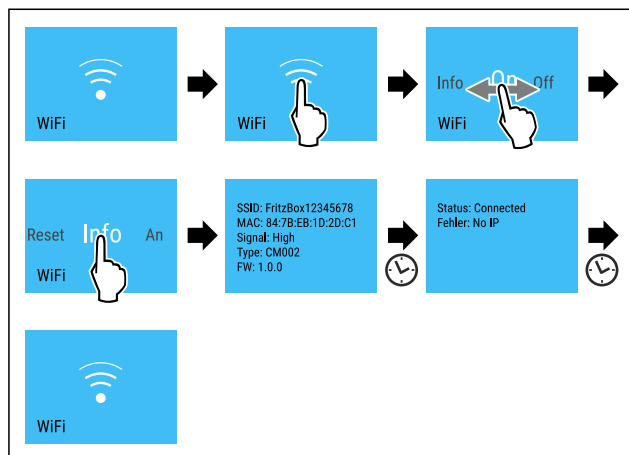 WiFi
WiFi
Info On Off
WiFi
Reset Info An
WiFi
SSID: FritzBox12345678
MAC: 84:7B:EB:1D:2D:C1
Signal: High
Type: CM002
FW: 1.0.0
Status: Connected
Fehler: No IP
WiFi